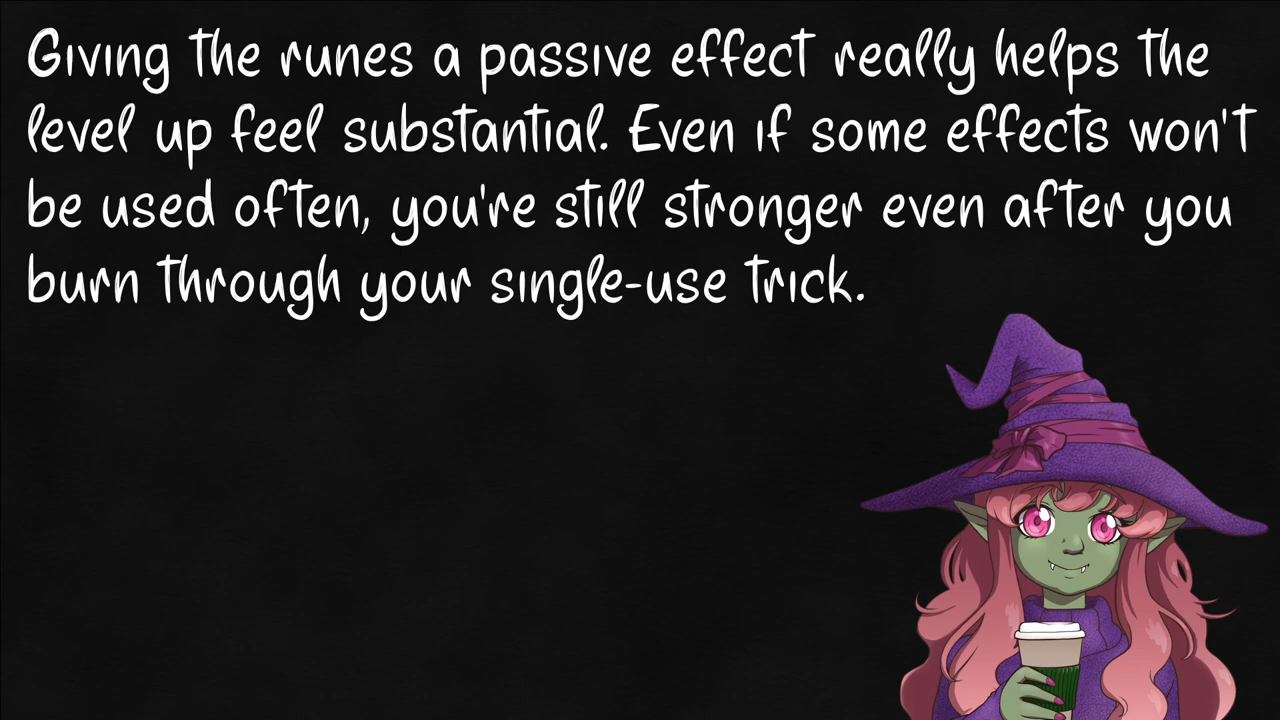 Giving the runes a passive effect really helps the
level up feel substantial. Even if some effects won't
be used often, you're still stronger even after you
burn through your single-use trick.